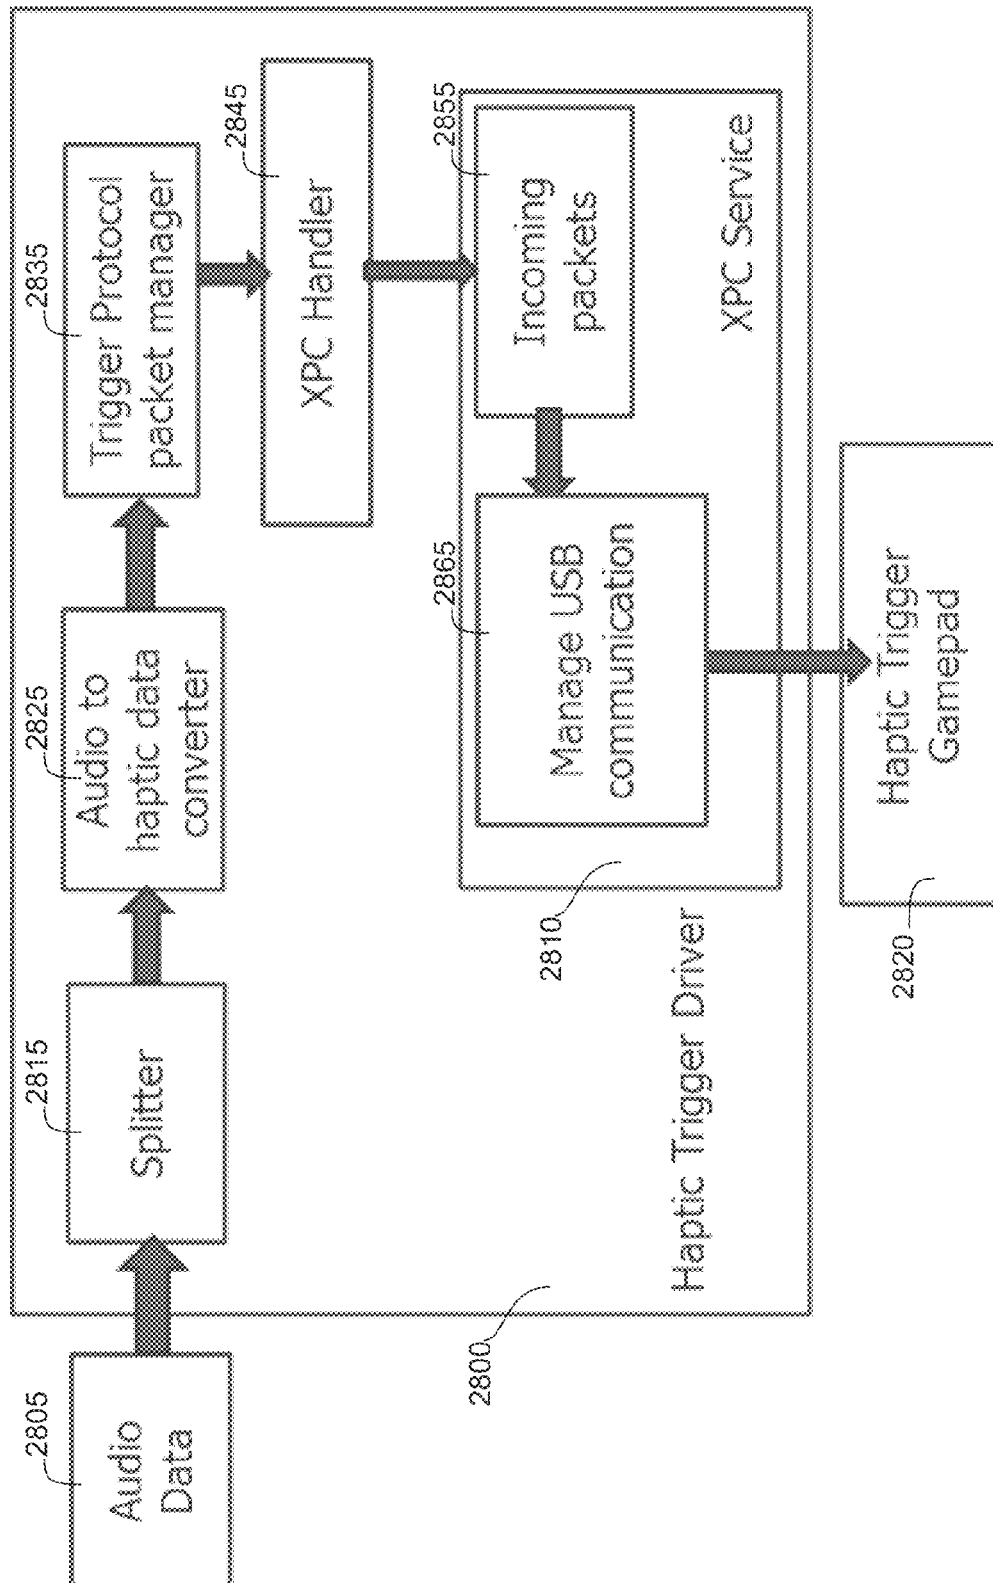 2805
Audio
Data
2815
Splitter
2825
Audio to
haptic data
converter
2835
Trigger Protocol
packet manager
2845
XPC Handler
2855
Incoming
packets
XPC Service
2865
Manage USB
communication
2810
2800
Haptic Trigger Driver
2820
Haptic Trigger
Gamepad